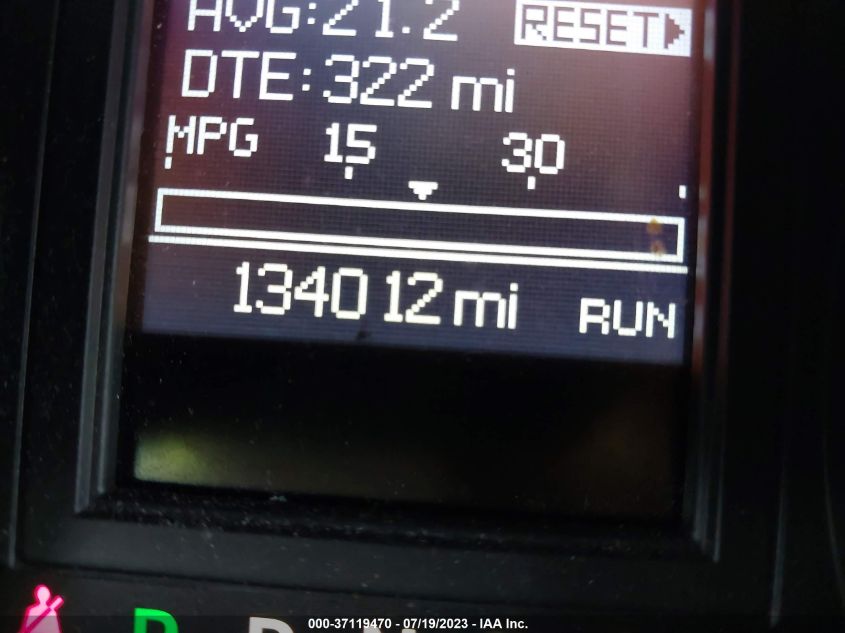 AVG:21.2 RESET
DTE:322 mi
MPG 15 30
134012 mi RUN
P R N
000-37119470 - 07/19/2023 - IAA Inc.